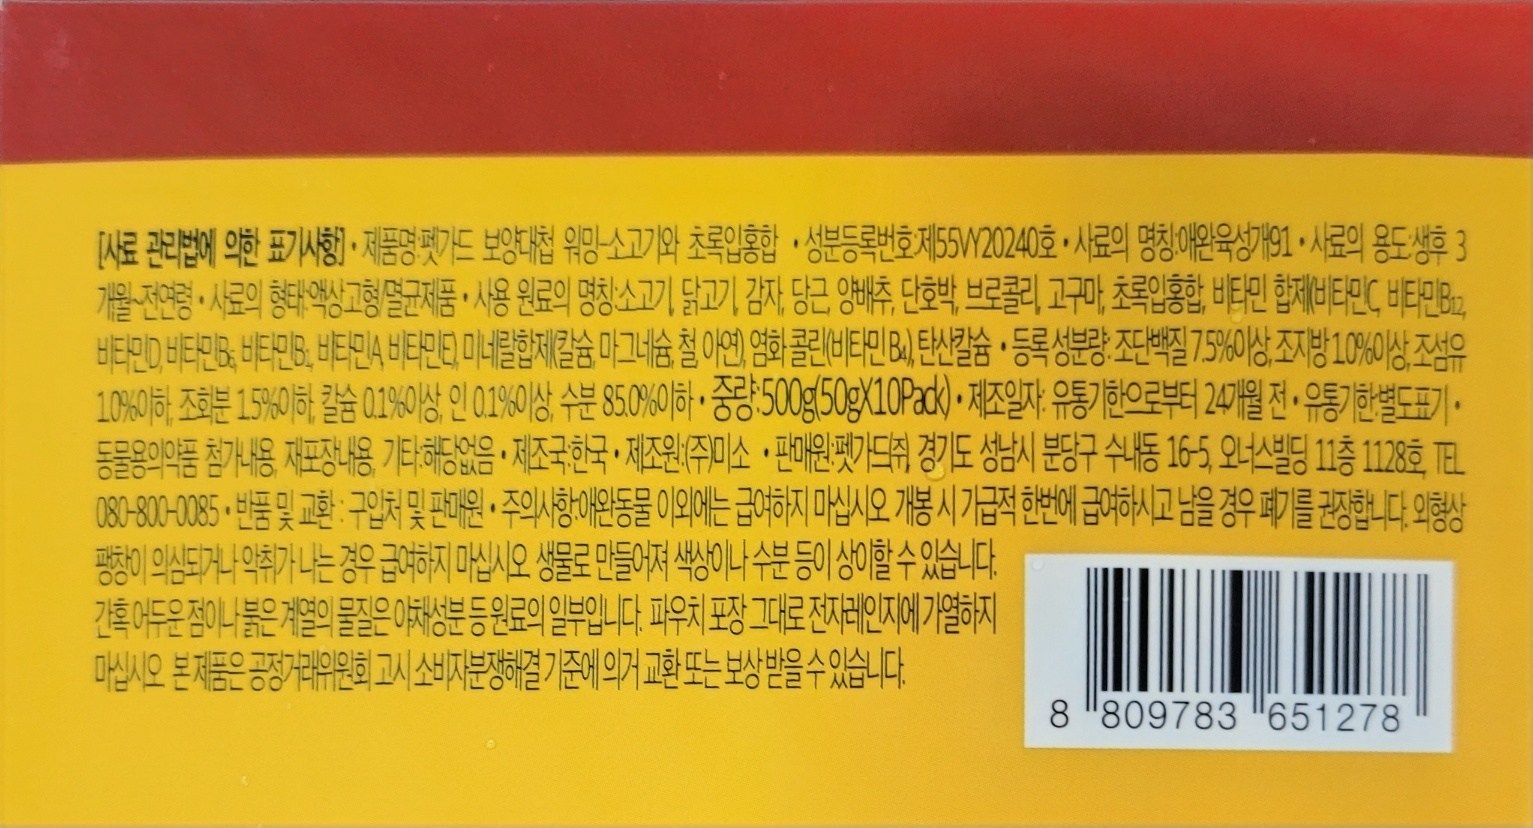 [사료 관리법에 의한 표기사항] • 제품명:펫가드 보양대첩 워밍-소고기와 초록입홍합 • 성분등록번호:제55VY20240호 • 사료의 명칭:애완육성개91 • 사료의 용도:생후 3
개월~전연령 • 사료의 형태:액상고형/멸균제품 • 사용 원료의 명칭:소고기, 닭고기, 감자, 당근, 양배추, 단호박, 브로콜리, 고구마, 초록입홍합, 비타민 합제(비타민C, 비타민B12,
비타민D, 비타민B6, 비타민B2, 비타민A, 비타민E), 미네랄합제(칼슘, 마그네슘, 철, 아연), 염화 콜린(비타민 B4), 탄산칼슘 • 등록 성분량: 조단백질 7.5%이상, 조지방 1.0%이상, 조섬유
1.0%이하, 조회분 1.5%이하, 칼슘 0.1%이상, 인 0.1%이상, 수분 85.0%이하 • 중량:500g(50gX10Pack) • 제조일자: 유통기한으로부터 24개월 전 • 유통기한:별도표기 •
동물용의약품 첨가내용, 재포장내용, 기타:해당없음 • 제조국:한국 • 제조원:(주)미소 • 판매원:펫가드㈜, 경기도 성남시 분당구 수내동 16-5, 오너스빌딩 11층 1128호, TEL
080-800-0085 • 반품 및 교환 : 구입처 및 판매원 • 주의사항:애완동물 이외에는 급여하지 마십시오. 개봉 시 가급적 한번에 급여하시고 남을 경우 폐기를 권장합니다. 외형상
팽창이 의심되거나 악취가 나는 경우 급여하지 마십시오. 생물로 만들어져 색상이나 수분 등이 상이할 수 있습니다.
간혹 어두운 점이나 붉은 계열의 물질은 야채성분 등 원료의 일부입니다. 파우치 포장 그대로 전자레인지에 가열하지
마십시오. 본 제품은 공정거래위원회 고시 소비자분쟁해결 기준에 의거 교환 또는 보상 받을 수 있습니다.
8 809783 651278